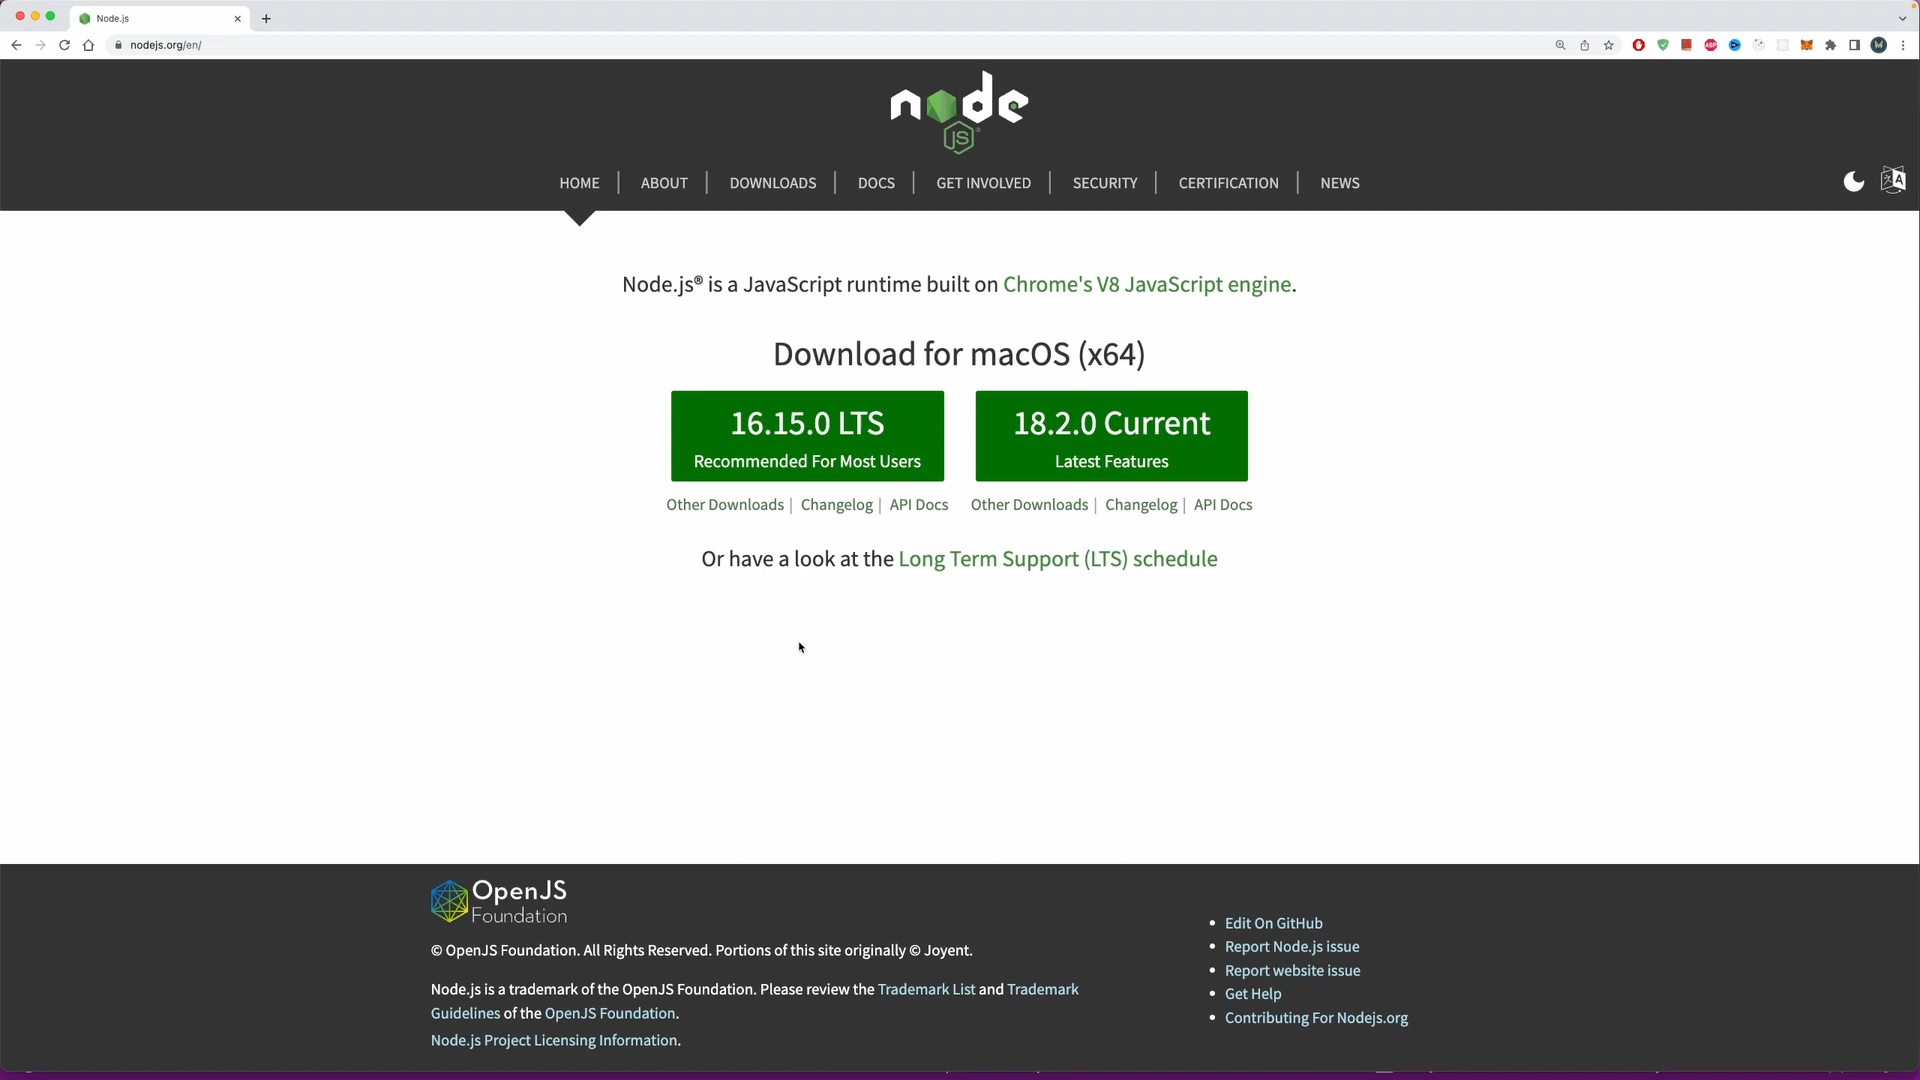 Node.js
nodejs.org/en/
ABP
M
node
JS
HOME | ABOUT | DOWNLOADS | DOCS | GET INVOLVED | SECURITY | CERTIFICATION | NEWS
Node.js® is a JavaScript runtime built on Chrome's V8 JavaScript engine.
Download for macOS (x64)
16.15.0 LTS
Recommended For Most Users
18.2.0 Current
Latest Features
Other Downloads | Changelog | API Docs
Other Downloads | Changelog | API Docs
Or have a look at the Long Term Support (LTS) schedule
OpenJS
Foundation
© OpenJS Foundation. All Rights Reserved. Portions of this site originally © Joyent.
Node.js is a trademark of the OpenJS Foundation. Please review the Trademark List and Trademark
Guidelines of the OpenJS Foundation.
Node.js Project Licensing Information.
Edit On GitHub
Report Node.js issue
Report website issue
Get Help
Contributing For Nodejs.org